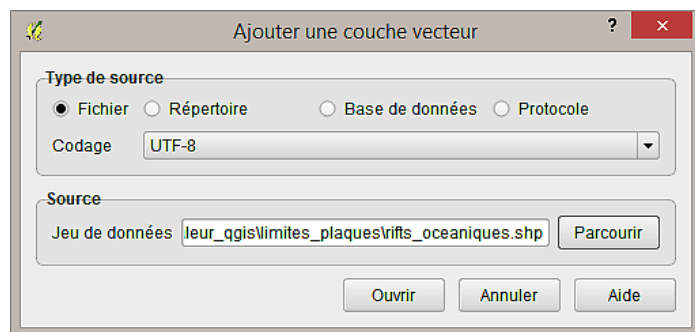 Ajouter une couche vecteur ?
Type de source
Fichier Répertoire Base de données Protocole
Codage UTF-8
Source
Jeu de données leur_qgis\limites_plaques\rifts_oceaniques.shp Parcourir
Ouvrir Annuler Aide